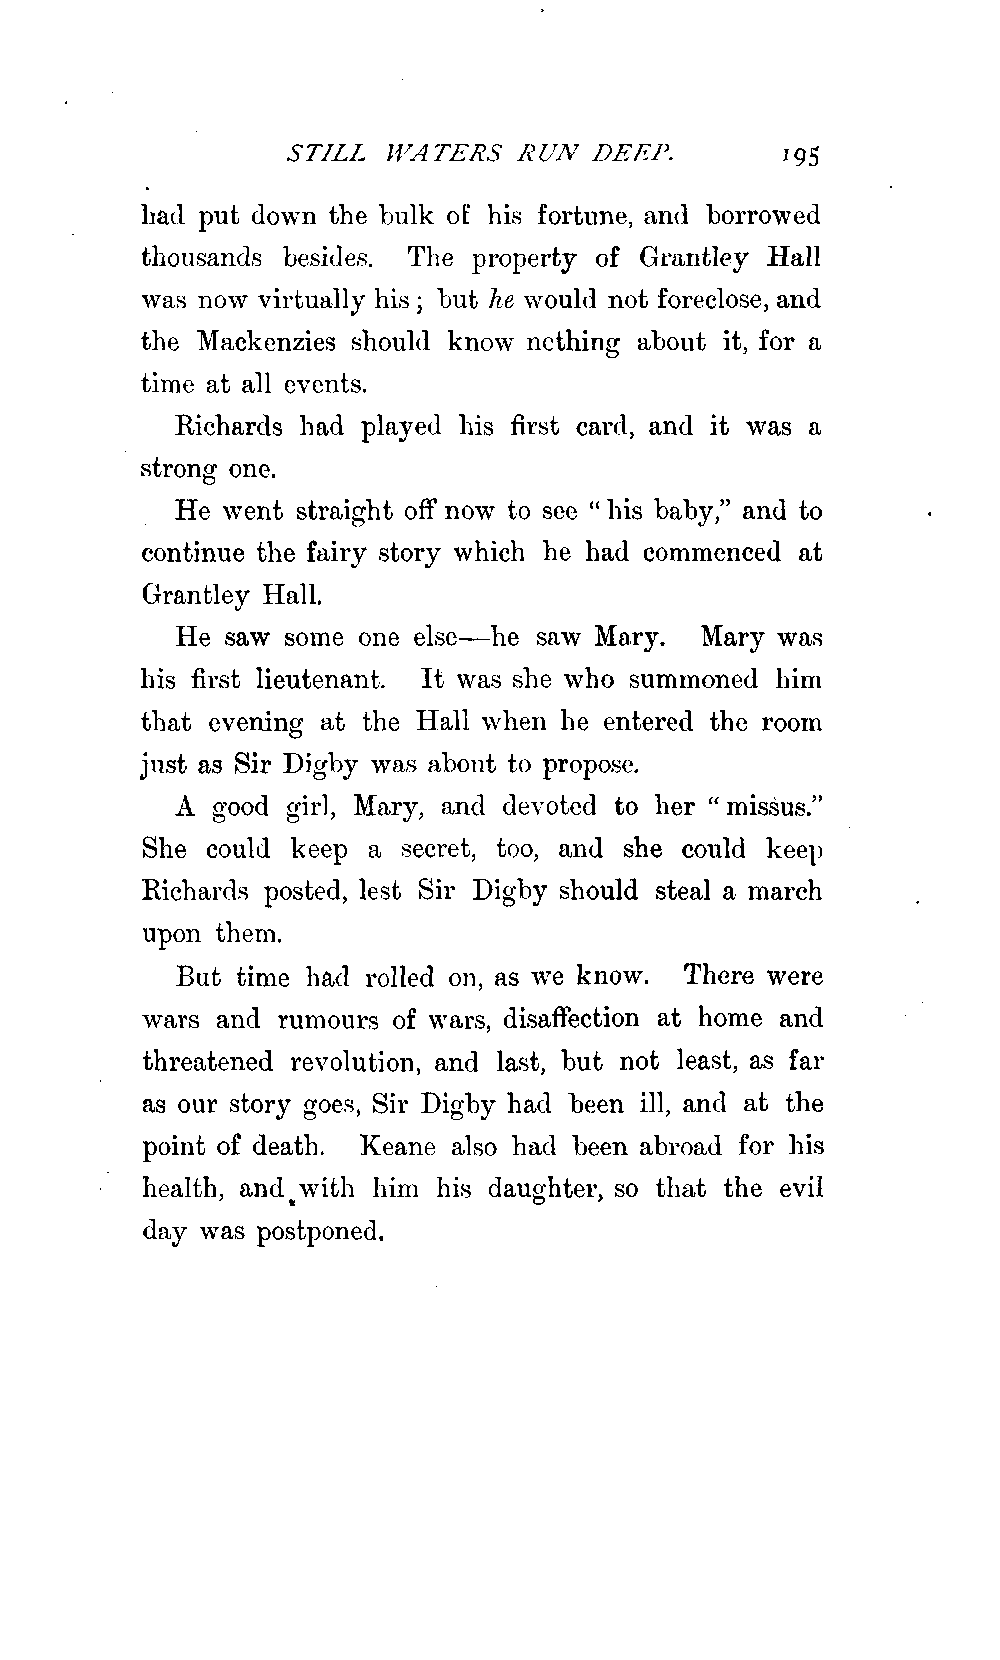 STILL WATERS RUN DEEP. 195
had put down the bulk of his fortune, and borrowed
thousands besides. The property of Grantley Hall
was now virtually his; but he would not foreclose, and
the Mackenzies should know nothing about it, for a
time at all events.
Richards had played his first card, and it was a
strong one.
He went straight off now to see "his baby," and to
continue the fairy story which he had commenced at
Grantley Hall.
He saw some one else—he saw Mary. Mary was
his first lieutenant. It was she who summoned him
that evening at the Hall when he entered the room
just as Sir Digby was about to propose.
A good girl, Mary, and devoted to her "missus."
She could keep a secret, too, and she could keep
Richards posted, lest Sir Digby should steal a march
upon them.
But time had rolled on, as we know. There were
wars and rumours of wars, disaffection at home and
threatened revolution, and last, but not least, as far
as our story goes, Sir Digby had been ill, and at the
point of death. Keane also had been abroad for his
health, and with him his daughter, so that the evil
day was postponed.